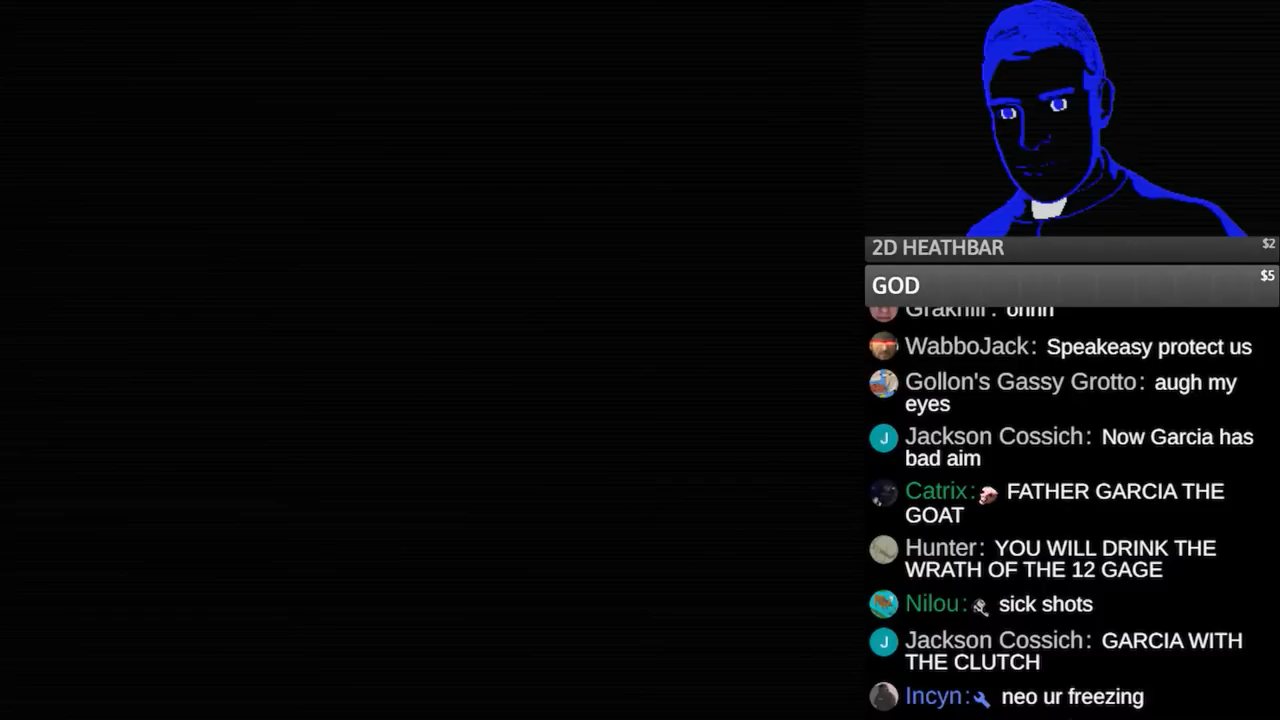 2D HEATHBAR $2
GOD $5
WabboJack: Speakeasy protect us
Gollon's Gassy Grotto: augh my
eyes
J Jackson Cossich: Now Garcia has
bad aim
Catrix: FATHER GARCIA THE
GOAT
Hunter: YOU WILL DRINK THE
WRATH OF THE 12 GAGE
Nilou: sick shots
J Jackson Cossich: GARCIA WITH
THE CLUTCH
Incyn: neo ur freezing